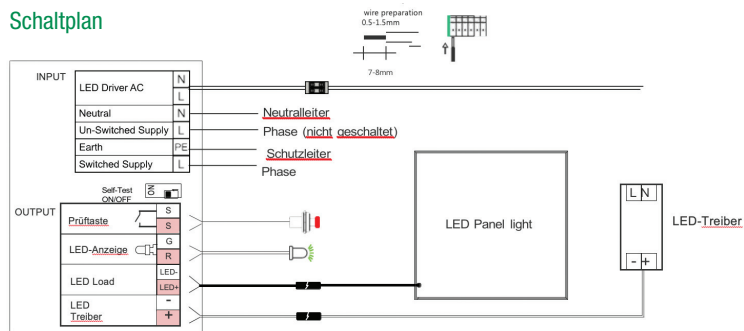 Schaltplan
wire preparation
0.5-1.5mm
7-8mm
INPUT
LED Driver AC
N
L
Neutral
N
Neutralleiter
Un-Switched Supply
L
Phase (nicht geschaltet)
Earth
PE
Schutzleiter
Switched Supply
L
Phase
Self-Test
ON/OFF
NO
OUTPUT
Prüftaste
S
S
LED-Anzeige
G
R
LED Load
LED-
LED+
LED
Treiber
-
+
LED Panel light
L N
- +
LED-Treiber